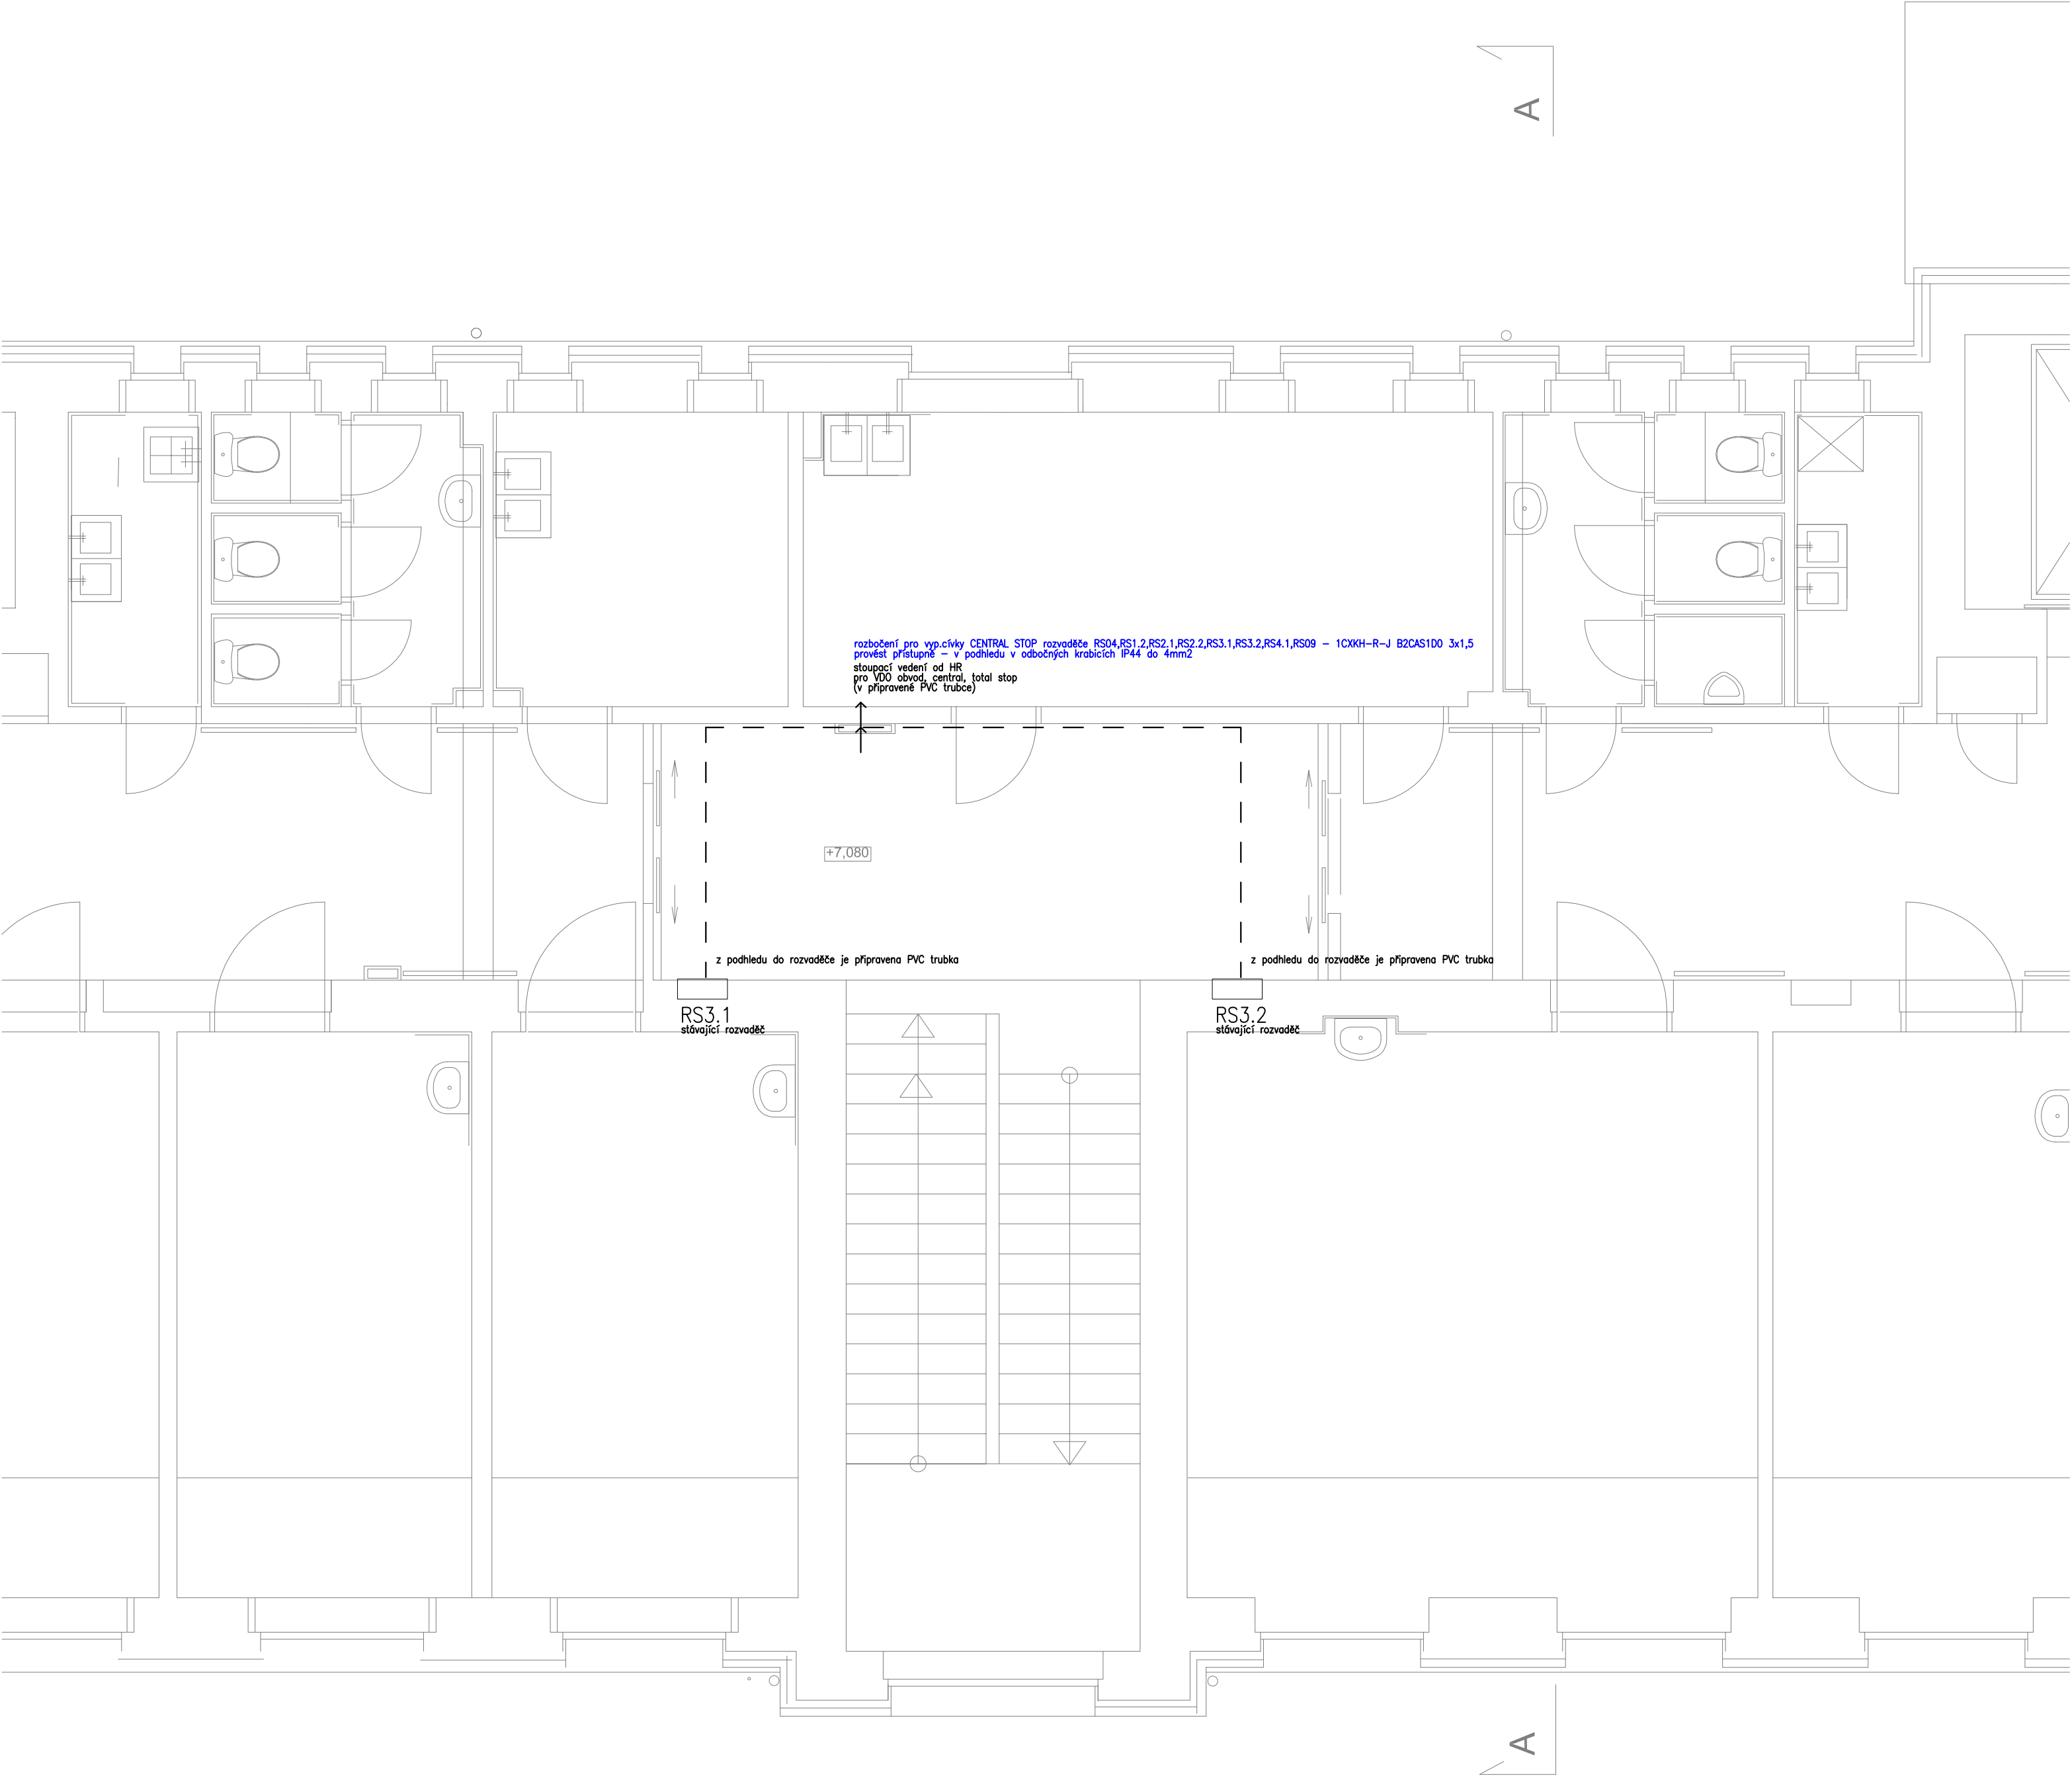 A
rozbočení pro vyp.cívky CENTRAL STOP rozvaděče RS04,RS1.2,RS2.1,RS2.2,RS3.1,RS3.2,RS4.1,RS09 – 1CXKH-R-J B2CAS1D0 3x1,5
provést přístupně – v podhledu v odbočných krabicích IP44 do 4mm2
stoupací vedení od HR
pro VDO obvod, central, total stop
(v připravené PVC trubce)
+7,080
z podhledu do rozvaděče je připravena PVC trubka
z podhledu do rozvaděče je připravena PVC trubka
RS3.1
stávající rozvaděč
RS3.2
stávající rozvaděč
A